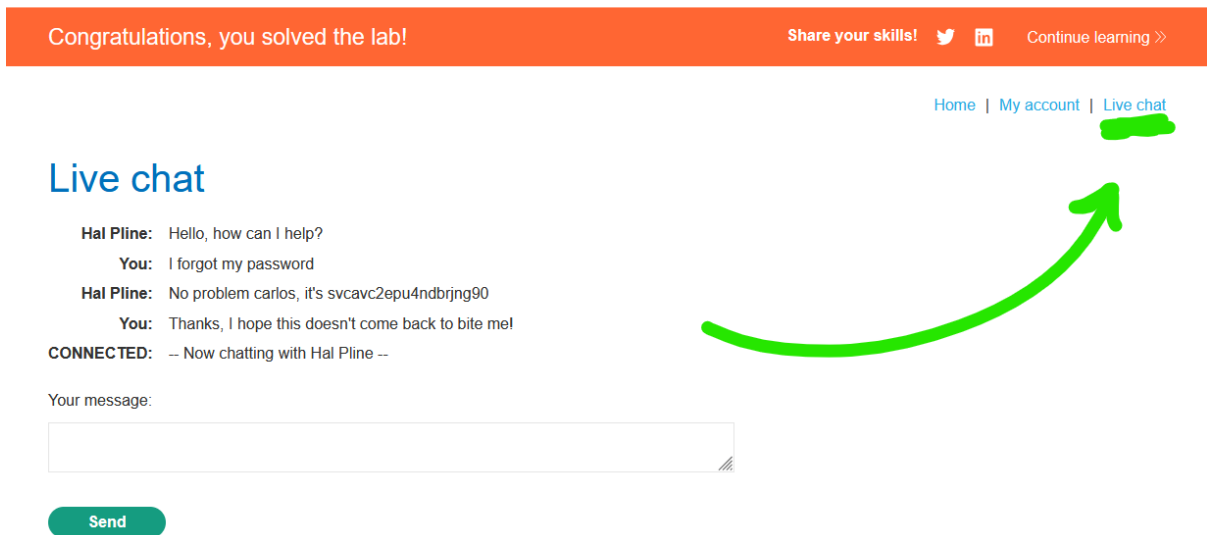 Congratulations, you solved the lab! Share your skills! Continue learning »
Home | My account | Live chat
Live chat
Hal Pline: Hello, how can I help?
You: I forgot my password
Hal Pline: No problem carlos, it's svcavc2epu4ndbrjng90
You: Thanks, I hope this doesn't come back to bite me!
CONNECTED: -- Now chatting with Hal Pline --
Your message:
Send